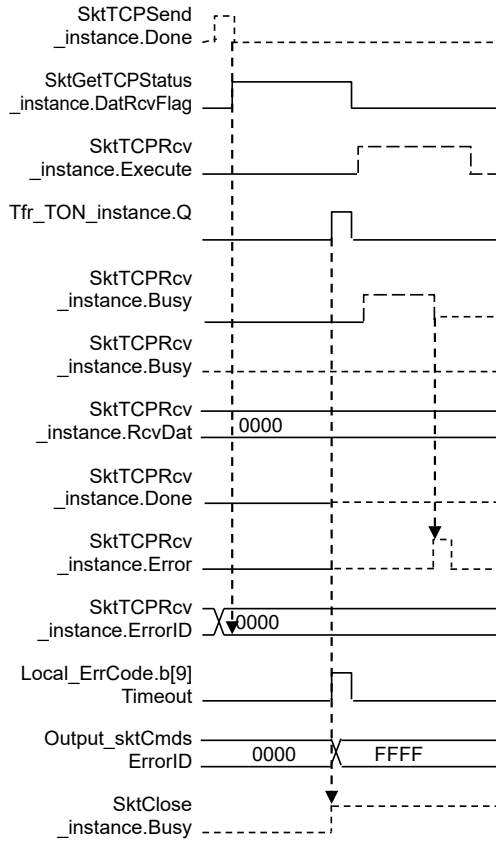 SktTCPSend
_instance.Done
SktGetTCPStatus
_instance.DatRcvFlag
SktTCPRcv
_instance.Execute
Tfr_TON_instance.Q
SktTCPRcv
_instance.Busy
SktTCPRcv
_instance.Busy
SktTCPRcv
_instance.RcvDat
0000
SktTCPRcv
_instance.Done
SktTCPRcv
_instance.Error
SktTCPRcv
_instance.ErrorID
0000
Local_ErrCode.b[9]
Timeout
Output_sktCmds
ErrorID
0000
FFFF
SktClose
_instance.Busy